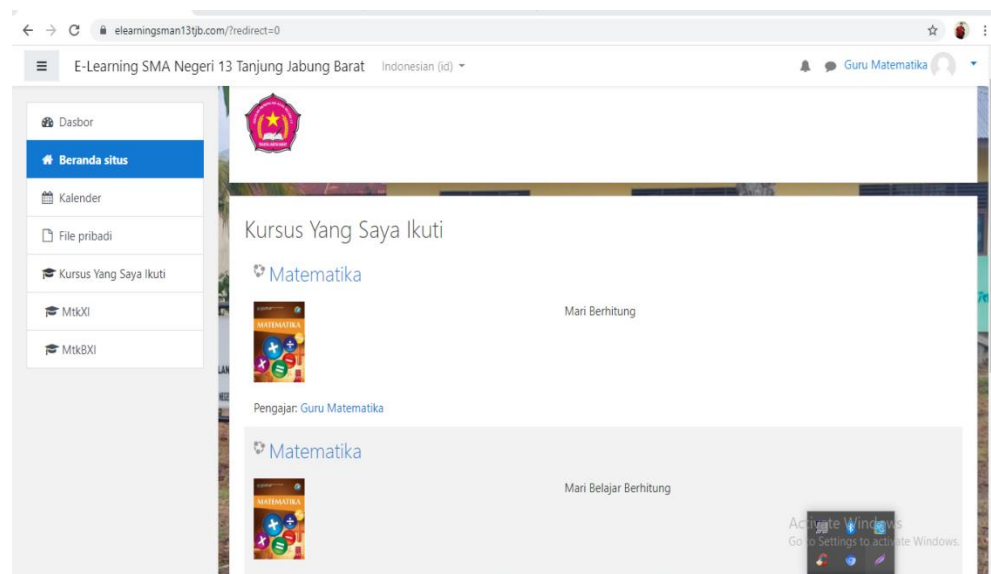 elearningsman13tjb.com/?redirect=0
E-Learning SMA Negeri 13 Tanjung Jabung Barat Indonesian (id) Guru Matematika
Dasbor
Beranda situs
Kalender
File pribadi
Kursus Yang Saya Ikuti
MtkXI
MtkBXI
Kursus Yang Saya Ikuti
Matematika
MATEMATIKA
Mari Berhitung
Pengajar: Guru Matematika
Matematika
MATEMATIKA
Mari Belajar Berhitung
Activate Windows
Go to Settings to activate Windows.